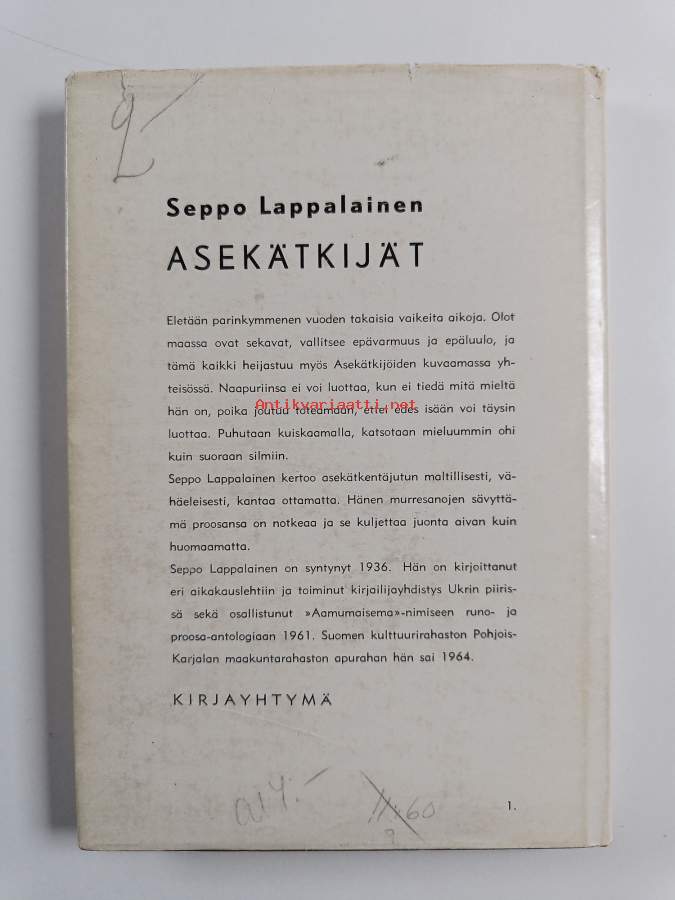 2
Seppo Lappalainen
ASEKÄTKIJÄT
Eletään parinkymmenen vuoden takaisia vaikeita aikoja. Olot
maassa ovat sekavat, vallitsee epävarmuus ja epäluulo, ja
tämä kaikki heijastuu myös Asekätkijöiden kuvaamassa yh-
teisössä. Naapuriinsa ei voi luottaa, kun ei tiedä mitä mieltä
hän on, poika joutuu toteamaan, ettei edes isään voi täysin
Antikvariaatti.net
luottaa. Puhutaan kuiskaamalla, katsotaan mieluummin ohi
kuin suoraan silmiin.
Seppo Lappalainen kertoo asekätkentäjutun maltillisesti, vä-
häeleisesti, kantaa ottamatta. Hänen murresanojen sävyttä-
mä proosansa on notkeaa ja se kuljettaa juonta aivan kuin
huomaamatta.
Seppo Lappalainen on syntynyt 1936. Hän on kirjoittanut
eri aikakauslehtiin ja toiminut kirjailijayhdistys Ukrin piiris-
sä sekä osallistunut »Aamumaisema»-nimiseen runo- ja
proosa-antologiaan 1961. Suomen kulttuurirahaston Pohjois-
Karjalan maakuntarahaston apurahan hän sai 1964.
KIRJAYHTYMÄ
60
9
1.